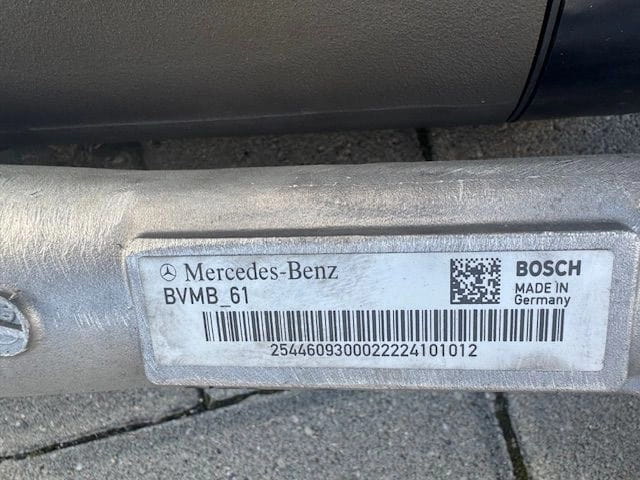 Mercedes-Benz
BVMB_61
BOSCH
MADE IN
Germany
2544609300022224101012